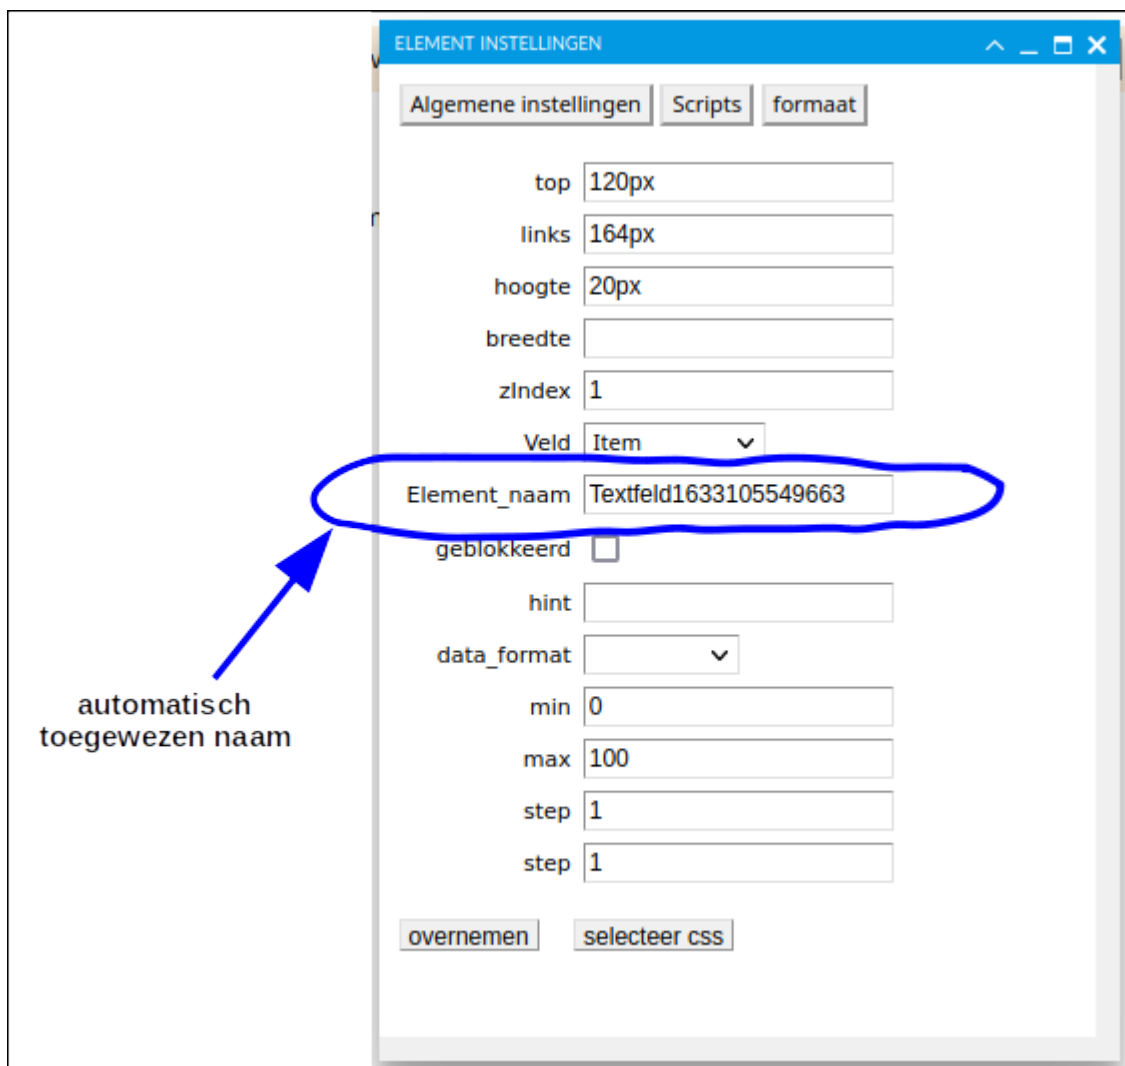 ELEMENT INSTELLINGEN
Algemene instellingen Scripts formaat
top 120px
links 164px
hoogte 20px
breedte
zIndex 1
Veld Item
Element_naam Textfeld1633105549663
geblokkeerd
hint
data_format
automatisch
toegewezen naam
min 0
max 100
step 1
step 1
overnemen selecteer css